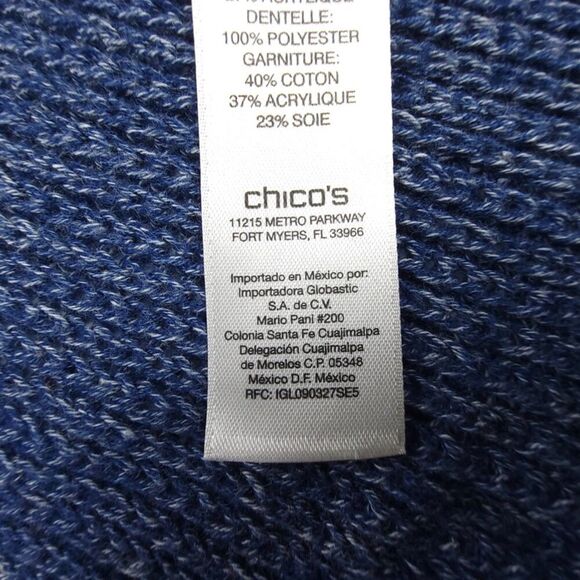 DENTELLE:
100% POLYESTER
GARNITURE:
40% COTON
37% ACRYLIQUE
23% SOIE
chico's
11215 METRO PARKWAY
FORT MYERS, FL 33966
Importado en México por:
Importadora Globastic
S.A. de C.V.
Mario Pani #200
Colonia Santa Fe Cuajimalpa
Delegación Cuajimalpa
de Morelos C.P. 05348
México D.F. México
RFC: IGL090327SE5